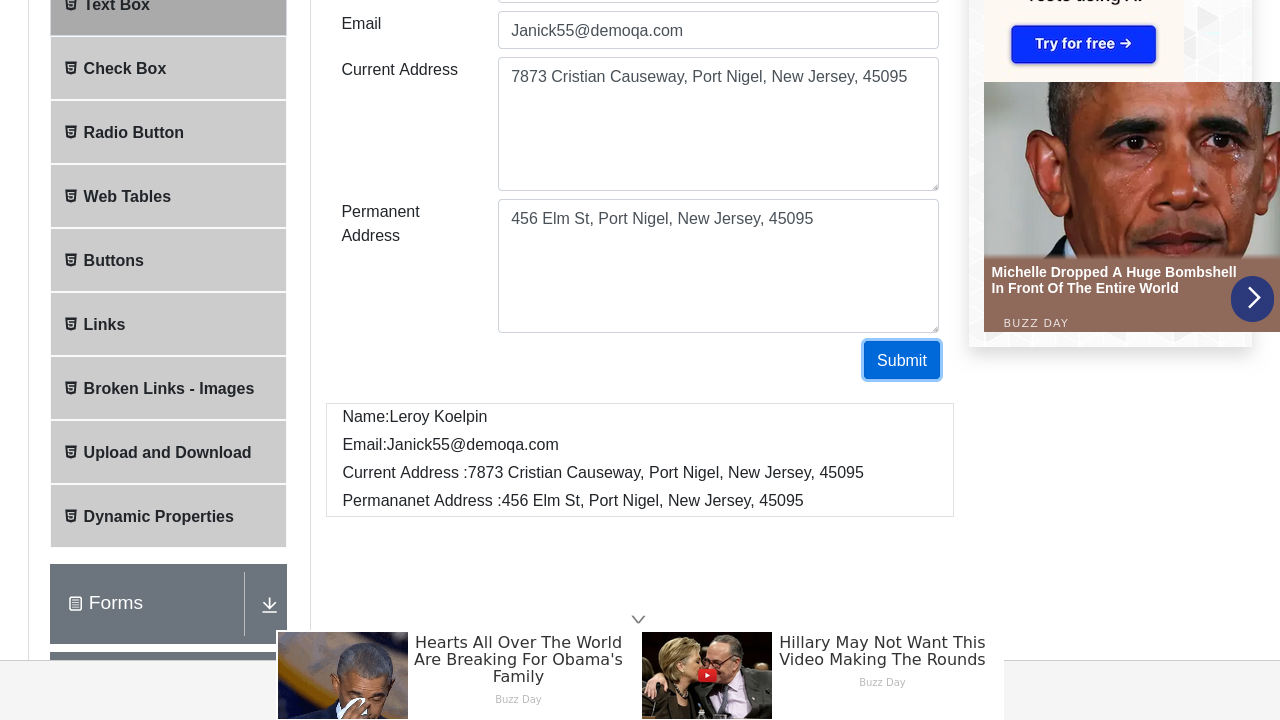 Text Box
Check Box
Radio Button
Web Tables
Buttons
Links
Broken Links - Images
Upload and Download
Dynamic Properties
Forms
Email
Janick55@demoqa.com
Current Address
7873 Cristian Causeway, Port Nigel, New Jersey, 45095
Permanent
Address
456 Elm St, Port Nigel, New Jersey, 45095
Submit
Name:Leroy Koelpin
Email:Janick55@demoqa.com
Current Address :7873 Cristian Causeway, Port Nigel, New Jersey, 45095
Permananet Address :456 Elm St, Port Nigel, New Jersey, 45095
Try for free →
Michelle Dropped A Huge Bombshell
In Front Of The Entire World
BUZZ DAY
Hearts All Over The World
Are Breaking For Obama's
Family
Buzz Day
Hillary May Not Want This
Video Making The Rounds
Buzz Day